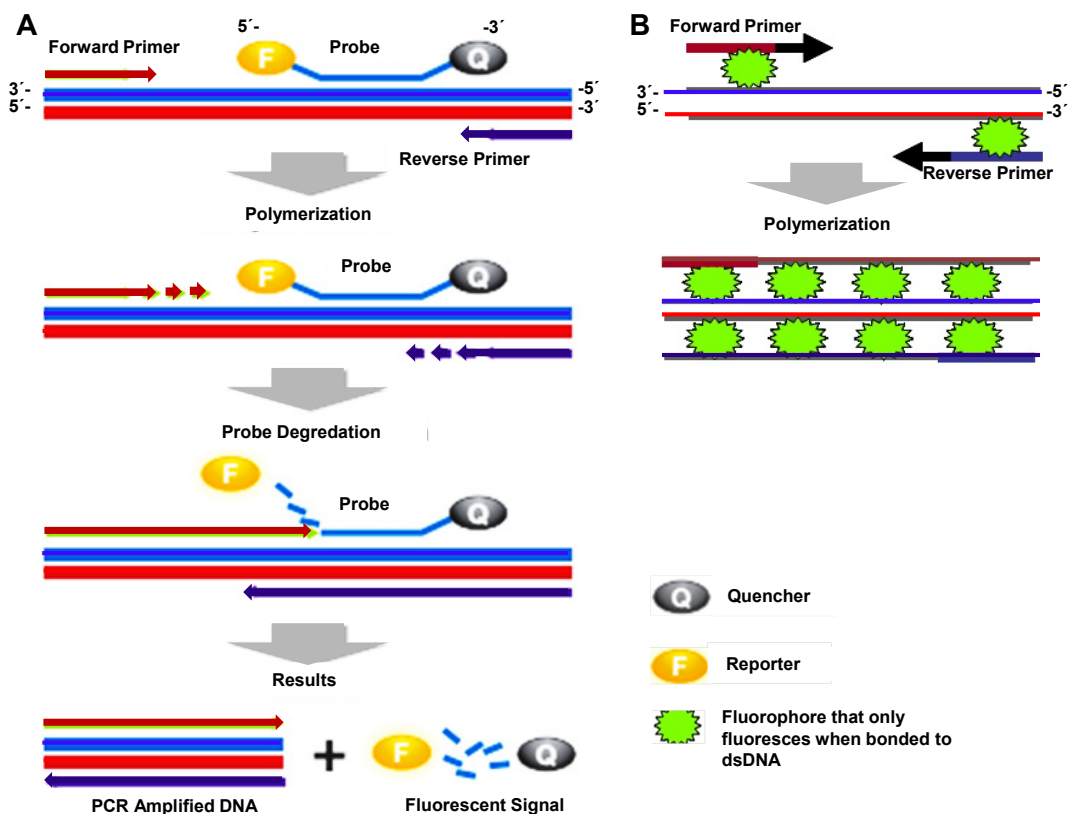 A
5´-
-3´
Forward Primer
F
Probe
Q
3´-
-5´
5´-
-3´
Reverse Primer
Polymerization
F
Probe
Q
Probe Degredation
F
Probe
Q
Results
F
Q
PCR Amplified DNA
Fluorescent Signal
B
Forward Primer
3´-
-5´
5´-
-3´
Reverse Primer
Polymerization
Q
Quencher
F
Reporter
Fluorophore that only
fluoresces when bonded to
dsDNA